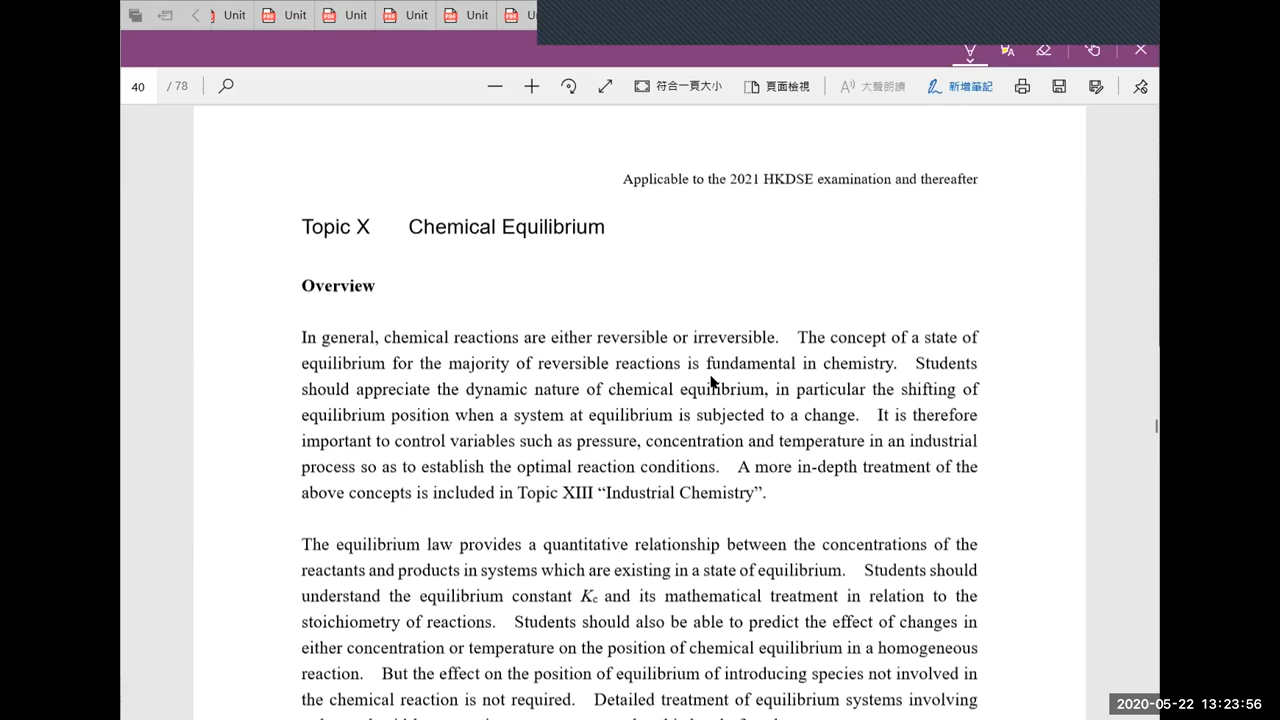 Unit
Unit
Unit
Unit
Unit
40 / 78
符合一頁大小
頁面檢視
大聲朗讀
新增筆記
Applicable to the 2021 HKDSE examination and thereafter
Topic X Chemical Equilibrium
Overview
In general, chemical reactions are either reversible or irreversible. The concept of a state of
equilibrium for the majority of reversible reactions is fundamental in chemistry. Students
should appreciate the dynamic nature of chemical equilibrium, in particular the shifting of
equilibrium position when a system at equilibrium is subjected to a change. It is therefore
important to control variables such as pressure, concentration and temperature in an industrial
process so as to establish the optimal reaction conditions. A more in-depth treatment of the
above concepts is included in Topic XIII “Industrial Chemistry”.
The equilibrium law provides a quantitative relationship between the concentrations of the
reactants and products in systems which are existing in a state of equilibrium. Students should
understand the equilibrium constant Kc and its mathematical treatment in relation to the
stoichiometry of reactions. Students should also be able to predict the effect of changes in
either concentration or temperature on the position of chemical equilibrium in a homogeneous
reaction. But the effect on the position of equilibrium of introducing species not involved in
the chemical reaction is not required. Detailed treatment of equilibrium systems involving
2020-05-22 13:23:56